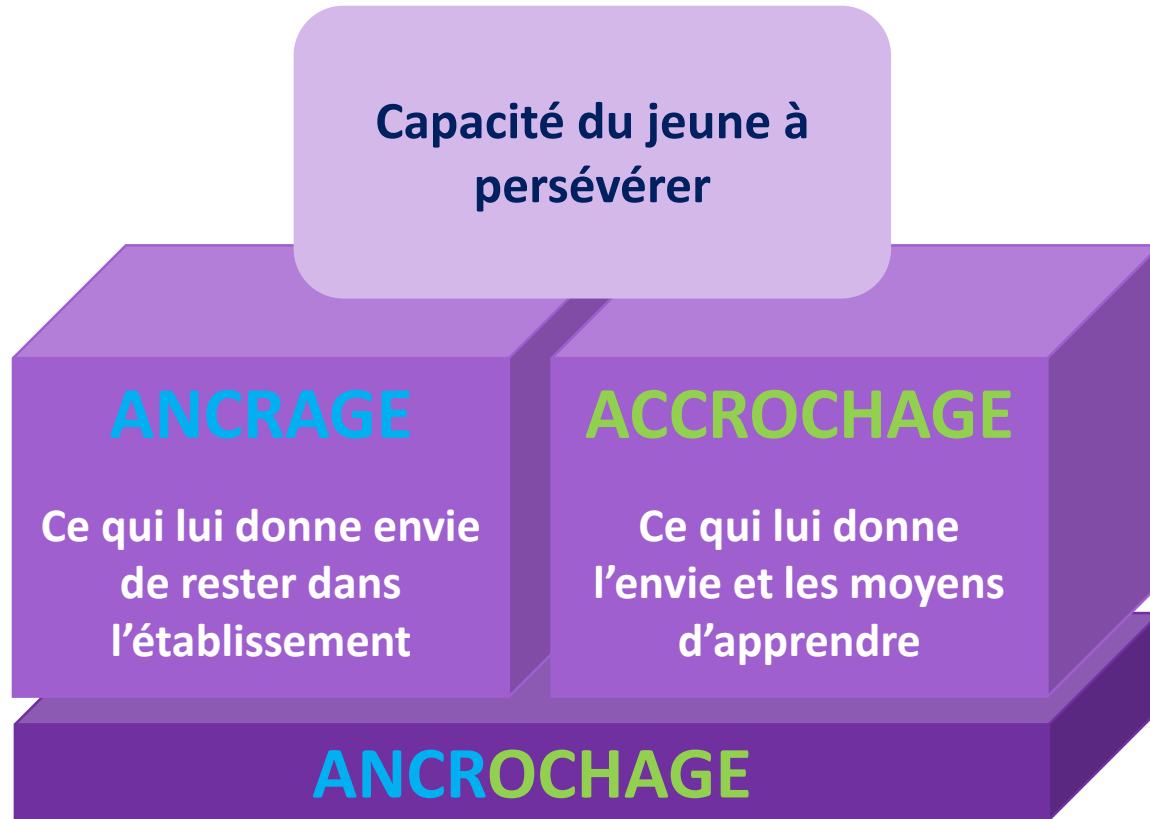 Capacité du jeune à
persévérer
ANCRAGE
Ce qui lui donne envie
de rester dans
l’établissement
ACCROCHAGE
Ce qui lui donne
l’envie et les moyens
d’apprendre
ANCROCHAGE